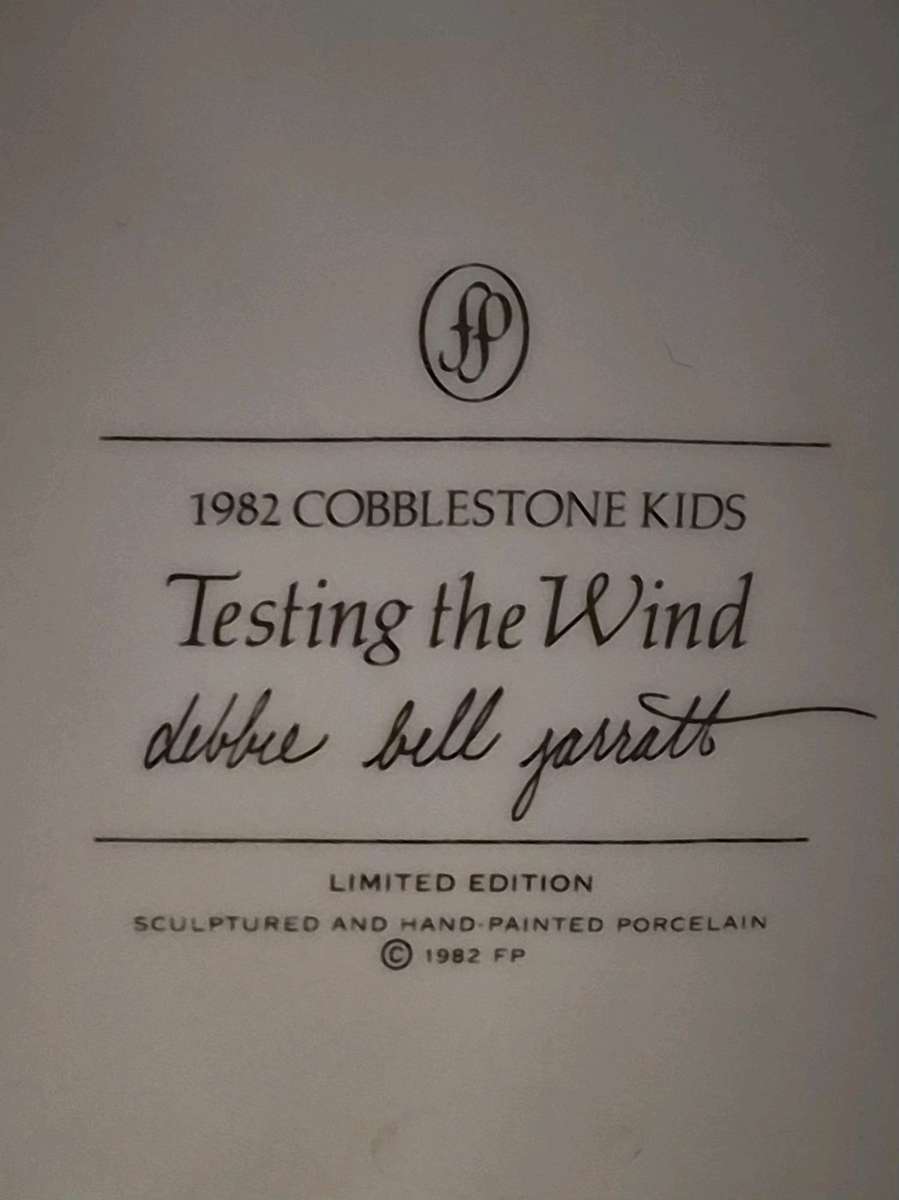 fp
1982 COBBLESTONE KIDS
Testing the Wind
debbie bell jarratt
LIMITED EDITION
SCULPTURED AND HAND-PAINTED PORCELAIN
© 1982 FP